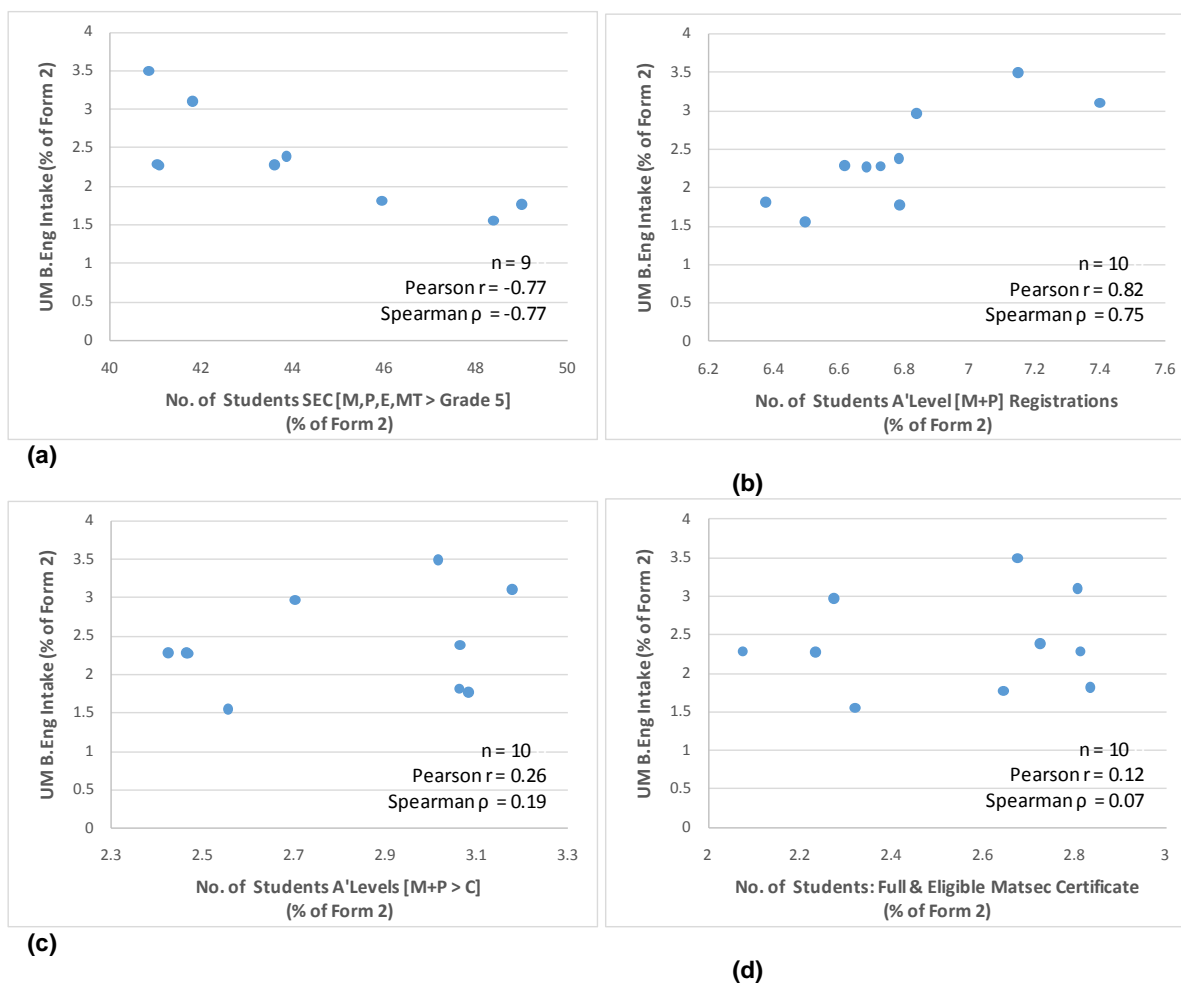 4
3.5
3
2.5
2
1.5
1
0.5
0
UM B.Eng Intake (% of Form 2)
n = 9
Pearson r = -0.77
Spearman ρ = -0.77
40 42 44 46 48 50
No. of Students SEC [M,P,E,MT > Grade 5]
(% of Form 2)
(a)
4
3.5
3
2.5
2
1.5
1
0.5
0
UM B.Eng Intake (% of Form 2)
n = 10
Pearson r = 0.82
Spearman ρ = 0.75
6.2 6.4 6.6 6.8 7 7.2 7.4 7.6
No. of Students A'Level [M+P] Registrations
(% of Form 2)
(b)
4
3.5
3
2.5
2
1.5
1
0.5
0
UM B.Eng Intake (% of Form 2)
n = 10
Pearson r = 0.26
Spearman ρ = 0.19
2.3 2.5 2.7 2.9 3.1 3.3
No. of Students A'Levels [M+P > C]
(% of Form 2)
(c)
4
3.5
3
2.5
2
1.5
1
0.5
0
UM B.Eng Intake (% of Form 2)
n = 10
Pearson r = 0.12
Spearman ρ = 0.07
2 2.2 2.4 2.6 2.8 3
No. of Students: Full & Eligible Matsec Certificate
(% of Form 2)
(d)